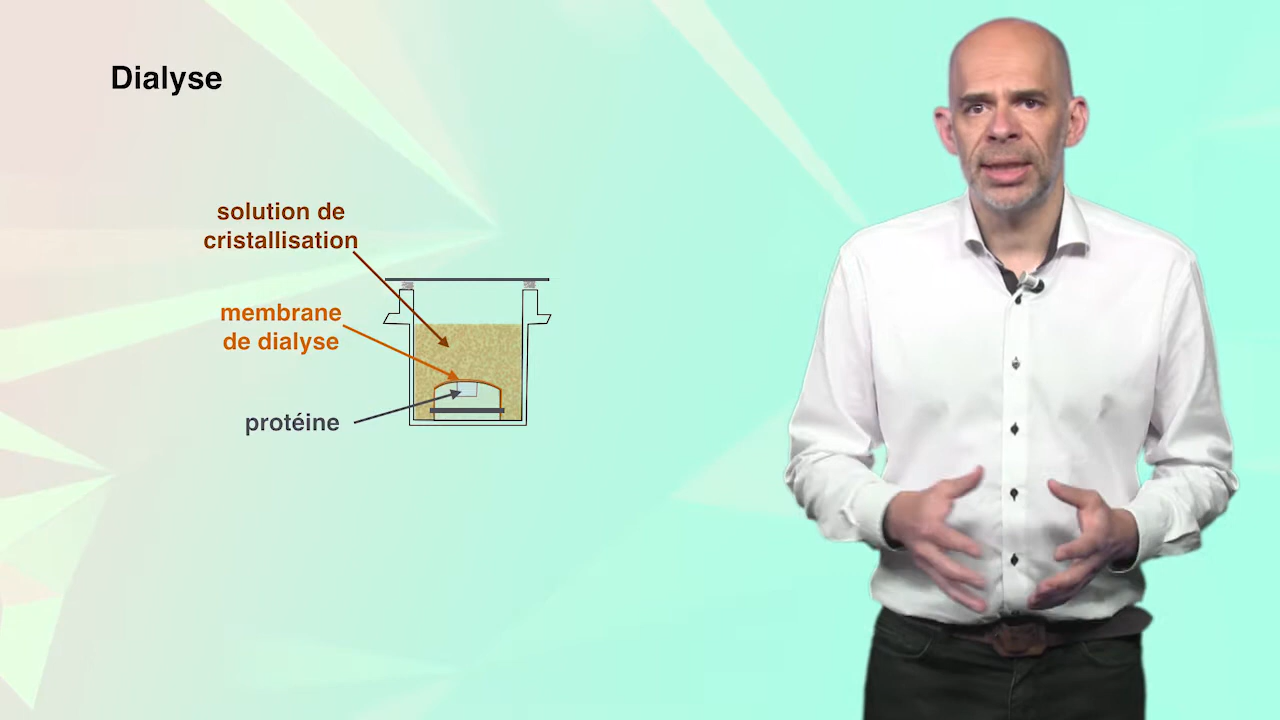 Dialyse
solution de
cristallisation
membrane
de dialyse
protéine